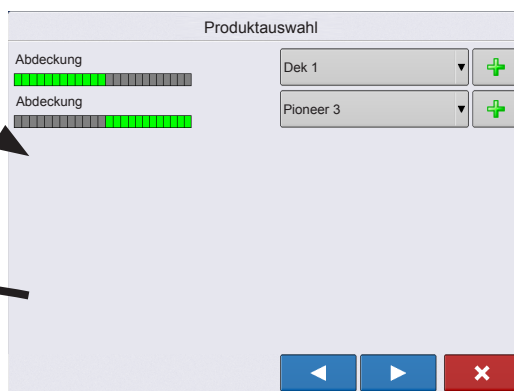 Produktauswahl
Abdeckung
Dek 1
Abdeckung
Pioneer 3